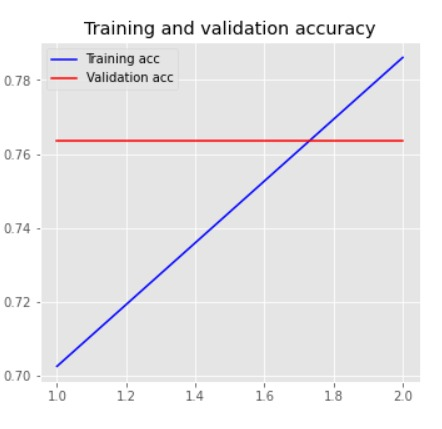 Training and validation accuracy
Training acc
Validation acc
0.78
0.76
0.74
0.72
0.70
1.0 1.2 1.4 1.6 1.8 2.0